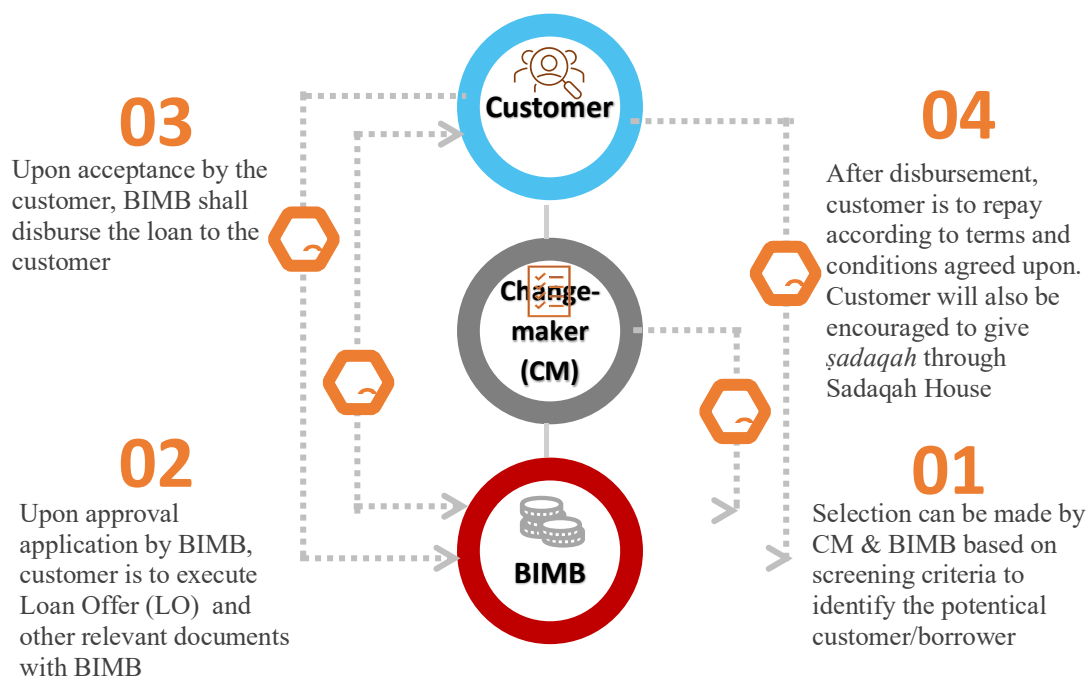 Customer
03
Upon acceptance by the
customer, BIMB shall
disburse the loan to the
customer
04
After disbursement,
customer is to repay
according to terms and
conditions agreed upon.
Customer will also be
encouraged to give
ṣadaqah through
Sadaqah House
Change-
maker
(CM)
02
Upon approval
application by BIMB,
customer is to execute
Loan Offer (LO) and
other relevant documents
with BIMB
BIMB
01
Selection can be made by
CM & BIMB based on
screening criteria to
identify the potentical
customer/borrower